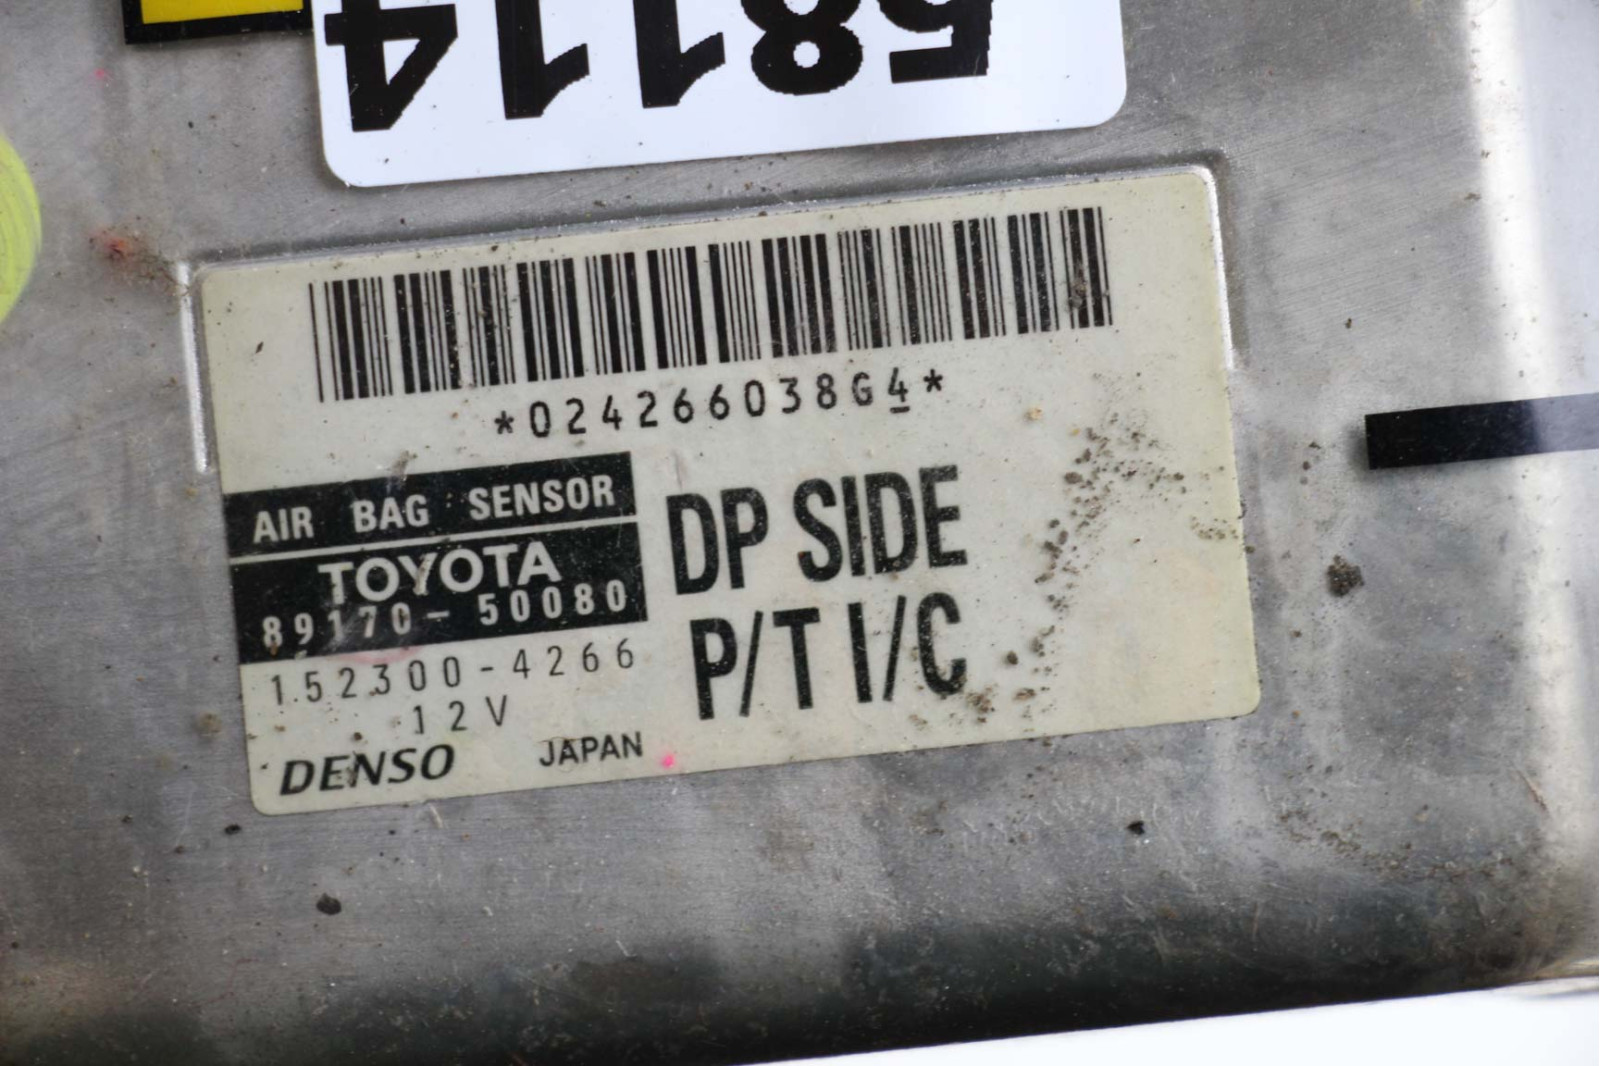 58114
*024266038G4*
AIR BAG SENSOR
TOYOTA
89170-50080
152300-4266
12V
DENSO JAPAN
DP SIDE
P/T I/C